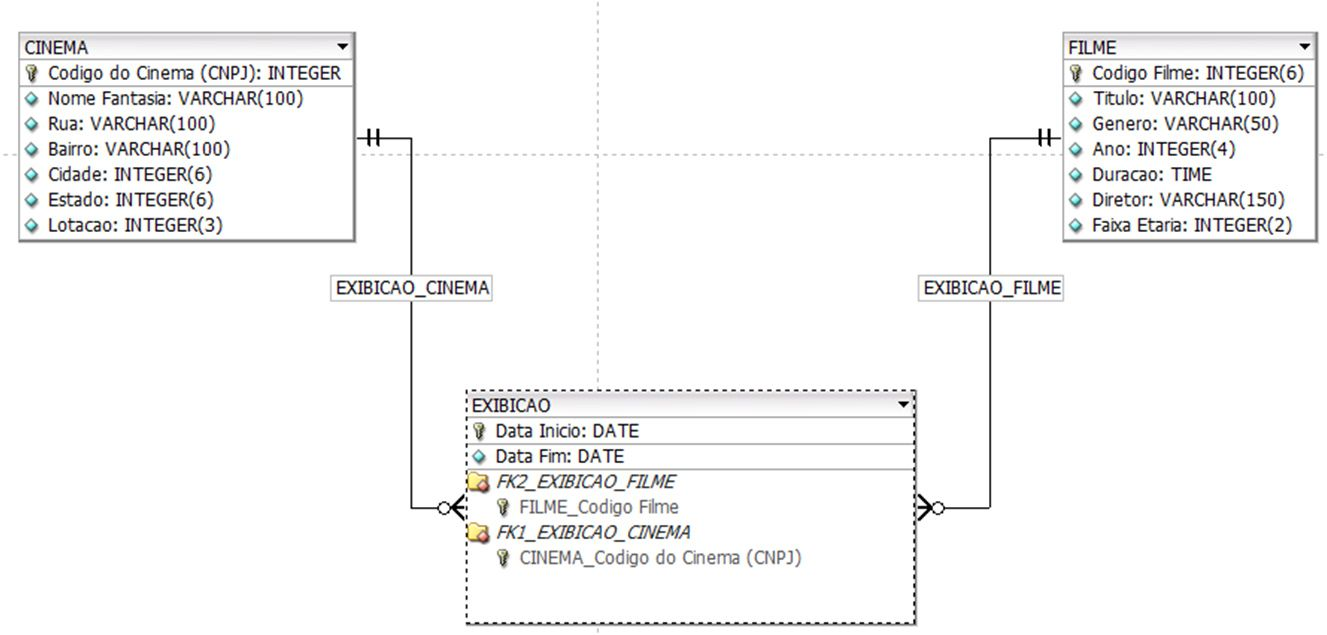 CINEMA
Codigo do Cinema (CNPJ): INTEGER
Nome Fantasia: VARCHAR(100)
Rua: VARCHAR(100)
Bairro: VARCHAR(100)
Cidade: INTEGER(6)
Estado: INTEGER(6)
Lotacao: INTEGER(3)
FILME
Codigo Filme: INTEGER(6)
Titulo: VARCHAR(100)
Genero: VARCHAR(50)
Ano: INTEGER(4)
Duracao: TIME
Diretor: VARCHAR(150)
Faixa Etaria: INTEGER(2)
EXIBICAO_CINEMA
EXIBICAO_FILME
EXIBICAO
Data Inicio: DATE
Data Fim: DATE
FK2_EXIBICAO_FILME
FILME_Codigo Filme
FK1_EXIBICAO_CINEMA
CINEMA_Codigo do Cinema (CNPJ)